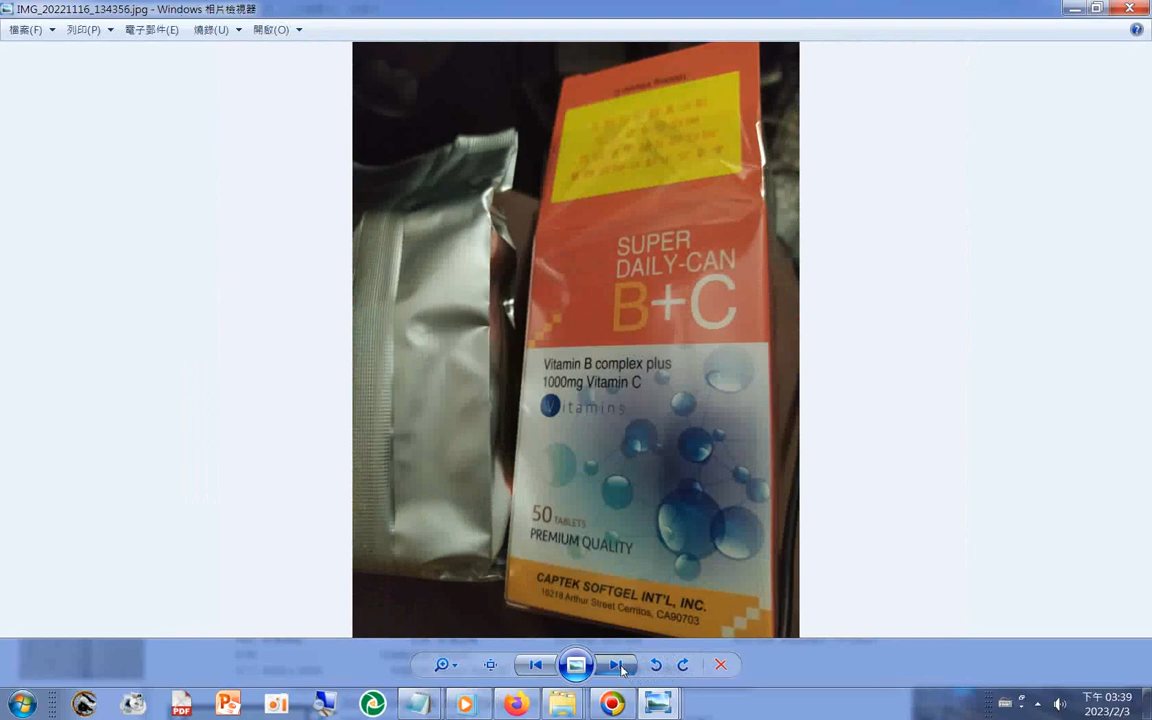 IMG_20221116_134356.jpg - Windows 相片檢視器
檔案(F) 列印(P) 電子郵件(E) 燒錄(U) 開啟(O)
SUPER
DAILY-CAN
B+C
Vitamin B complex plus
1000mg Vitamin C
Vitamins
50 TABLETS
PREMIUM QUALITY
CAPTEK SOFTGEL INT'L, INC.
16218 Arthur Street Cerritos, CA90703
PDF
下午 03:39
2023/2/3